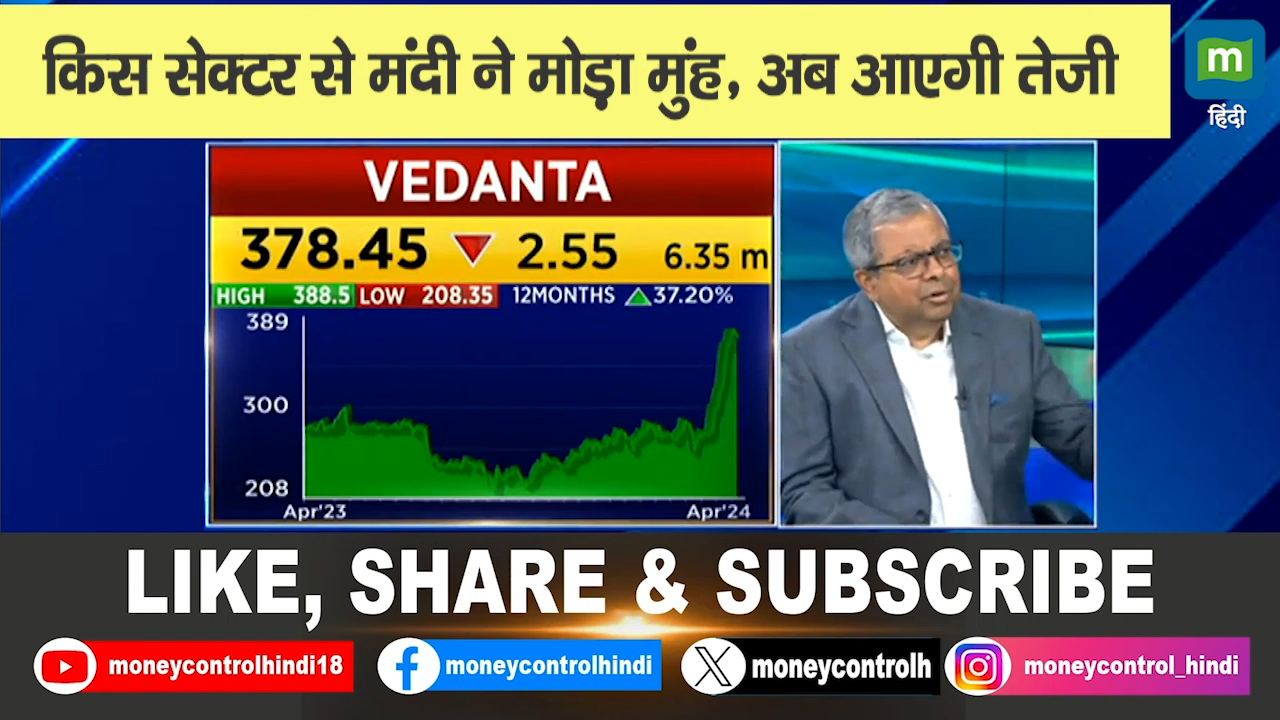 किस सेक्टर से मंदी ने मोड़ा मुंह, अब आएगी तेजी
m
हिंदी
VEDANTA
378.45 ▼ 2.55 6.35 m
HIGH 388.5 LOW 208.35 12MONTHS ▲ 37.20%
389
300
208
Apr'23 Apr'24
LIKE, SHARE & SUBSCRIBE
moneycontrolhindi18 moneycontrolhindi moneycontrolh moneycontrol_hindi